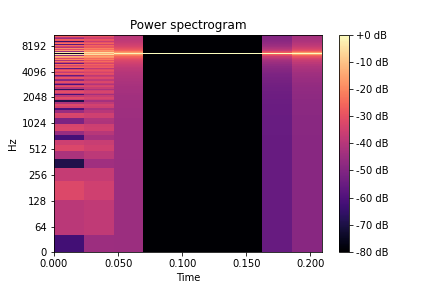 Power spectrogram
8192
4096
2048
1024
512
256
128
64
0
Hz
0.000 0.050 0.100 0.150 0.200
Time
+0 dB
-10 dB
-20 dB
-30 dB
-40 dB
-50 dB
-60 dB
-70 dB
-80 dB